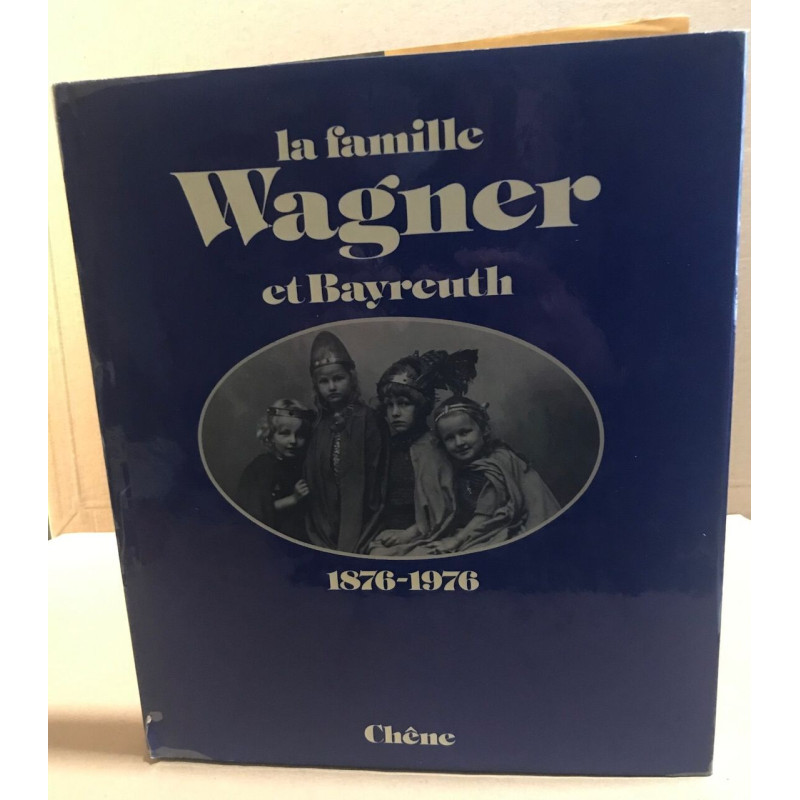 la famille
Wagner
et Bayreuth
1876-1976
Chêne